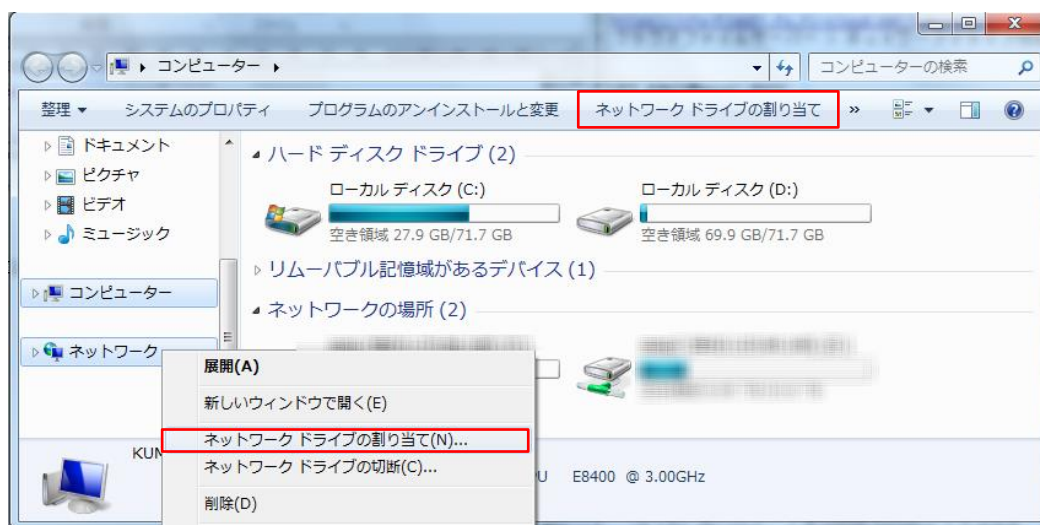 コンピューター
コンピューターの検索
整理
システムのプロパティ
プログラムのアンインストールと変更
ネットワーク ドライブの割り当て
»
ドキュメント
ピクチャ
ビデオ
ミュージック
コンピューター
ネットワーク
ハード ディスク ドライブ (2)
ローカル ディスク (C:)
空き領域 27.9 GB/71.7 GB
ローカル ディスク (D:)
空き領域 69.9 GB/71.7 GB
リムーバブル記憶域があるデバイス (1)
ネットワークの場所 (2)
展開(A)
新しいウィンドウで開く(E)
ネットワーク ドライブの割り当て(N)...
ネットワーク ドライブの切断(C)...
削除(D)
E8400 @ 3.00GHz